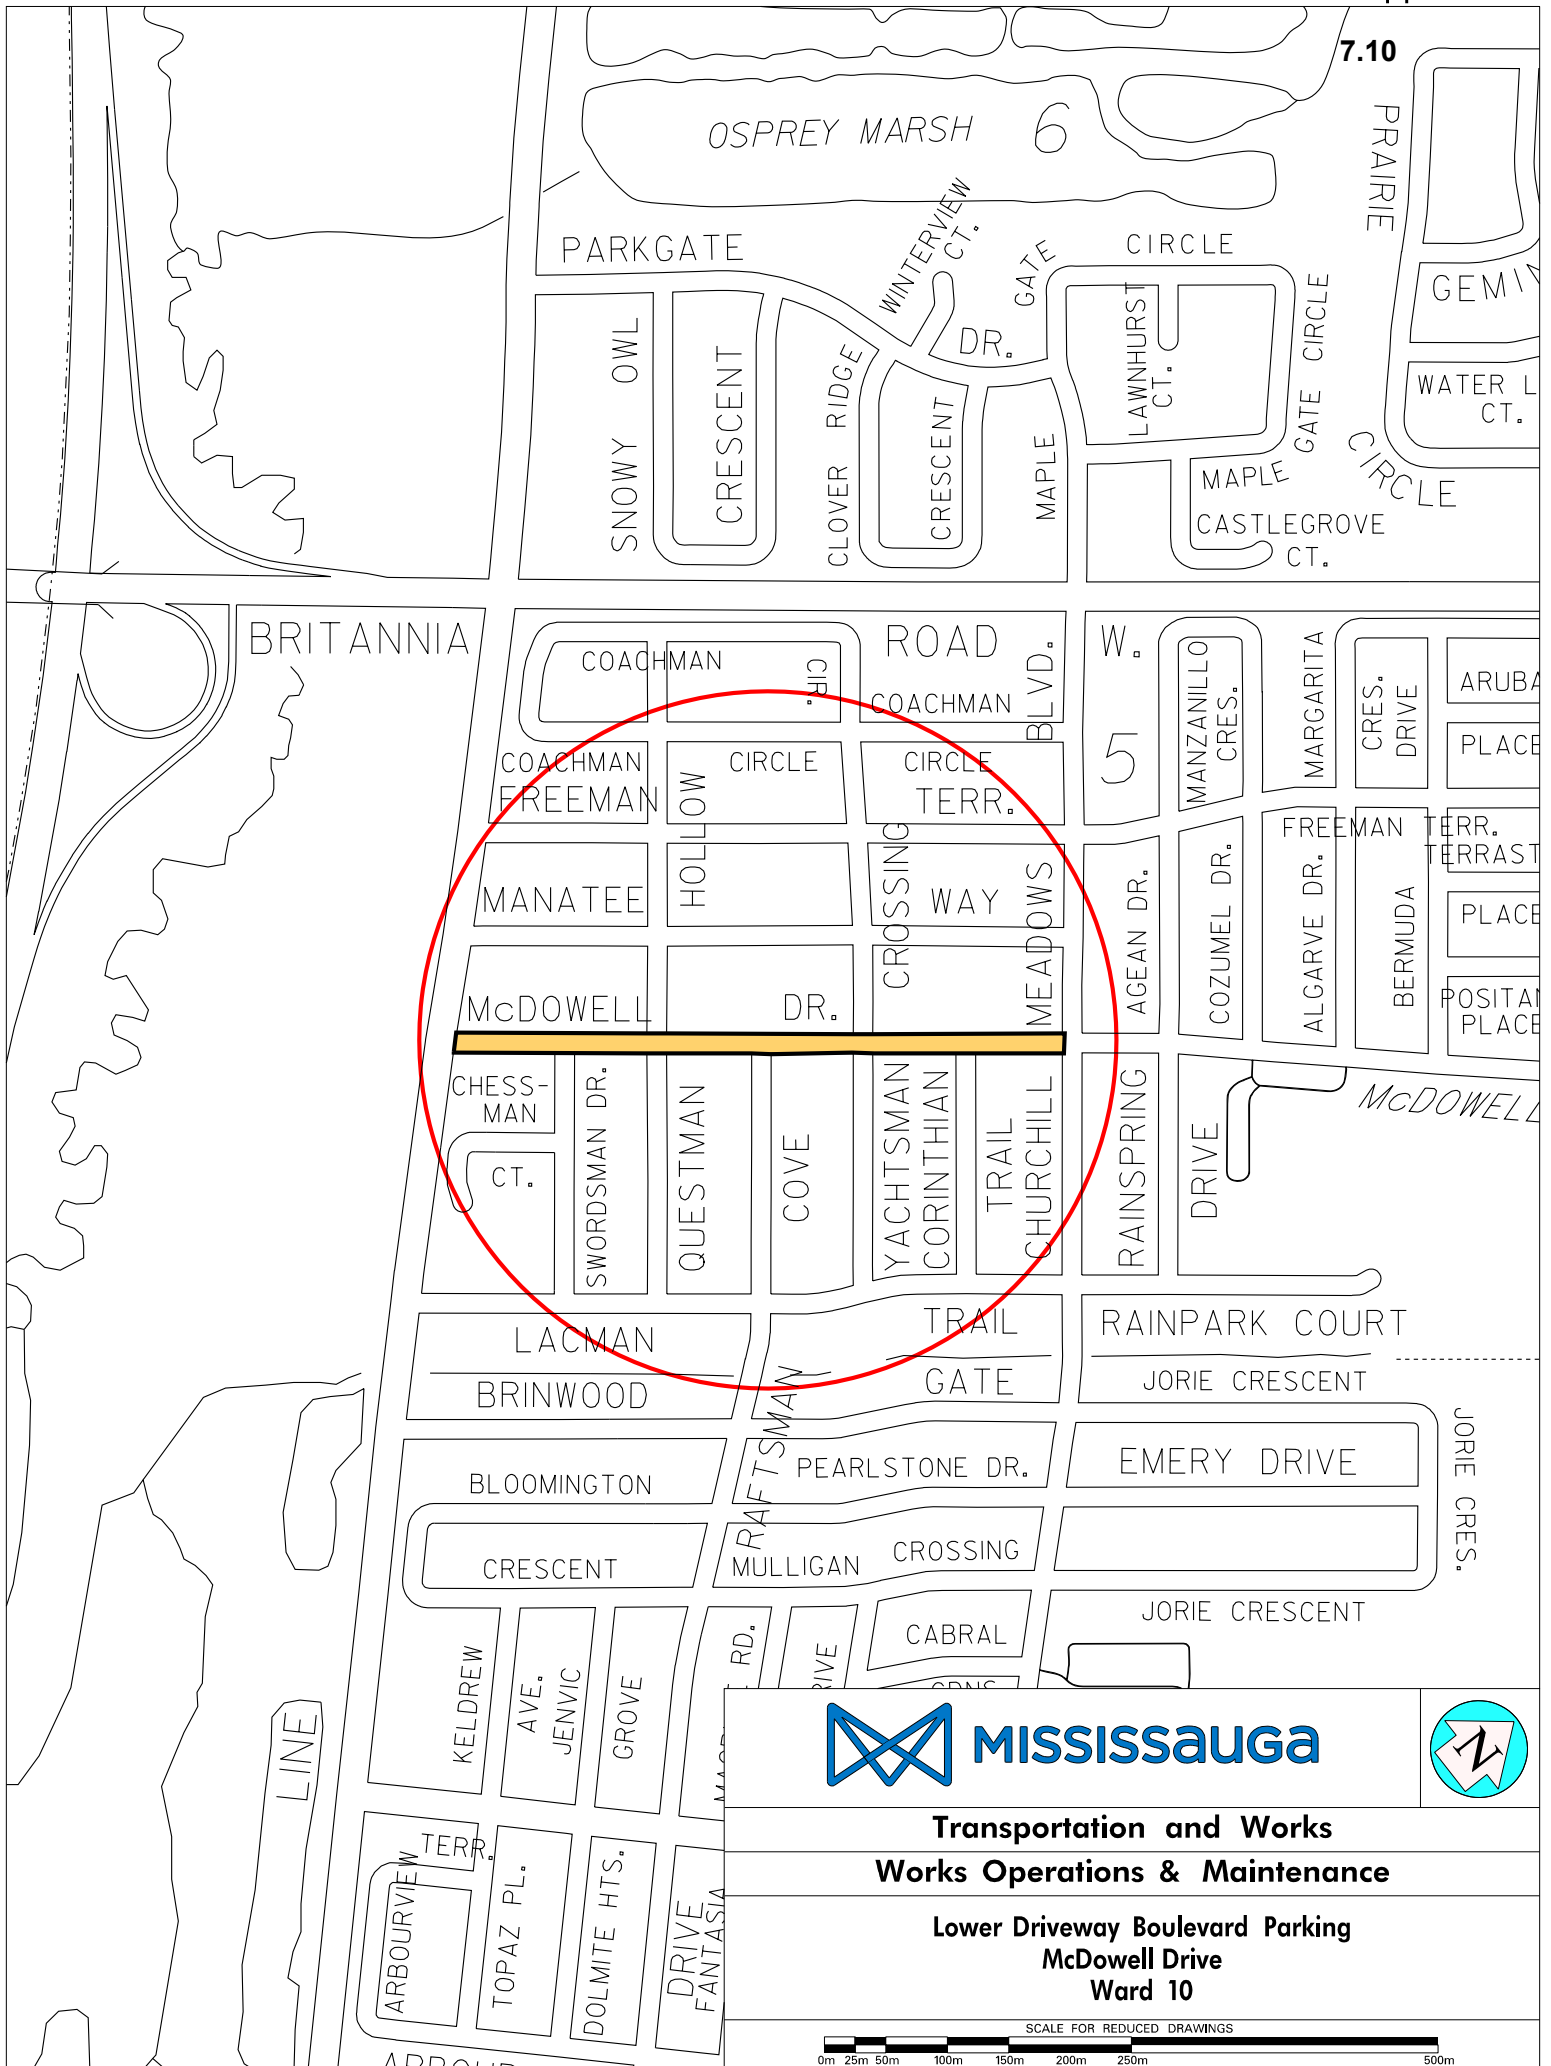 7.10
OSPREY MARSH 6
PRAIRIE
CIRCLE
WINTERVIEW
CT.
PARKGATE
DR.
GATE
CIRCLE
GATE CIRCLE
MAPLE
MAPLE
LAWNHURST
CT.
WATER L
CT.
SNOWY OWL
CRESCENT
CLOVER RIDGE
CRESCENT
CASTLEGROVE
CT.
BRITANNIA
ROAD
W.
COACHMAN
CIR.
COACHMAN
BLVD.
5
MANZANILLO
CRES.
MARGARITA
CRES.
DRIVE
PLACE
COACHMAN
CIRCLE
CIRCLE
FREEMAN
TERR.
HOLLOW
FREEMAN TERR.
MANATEE
WAY
CROSSING
MEADOWS
AGEAN DR.
COZUMEL DR.
ALGARVE DR.
BERMUDA
PLACE
PLACE
McDOWELL
DR.
McDOWELL
CHESS-
MAN
CT.
SWORDSMAN DR.
QUESTMAN
COVE
YACHTSMAN
CORINTHIAN
TRAIL
CHURCHILL
RAINSPRING
DRIVE
LACMAN
TRAIL
RAINPARK COURT
BRINWOOD
GATE
JORIE CRESCENT
RAFTSMAN
JORIE CRES.
BLOOMINGTON
PEARLSTONE DR.
EMERY DRIVE
CRESCENT
MULLIGAN
CROSSING
JORIE CRESCENT
CABRAL
KELDREW
AVE.
JENVIC
GROVE
RD.
LINE
TERR.
ARBOURVIEW
TOPAZ PL.
DOLMITE HTS.
DRIVE
FANTASIA
MISSISSAUGA
N
Transportation and Works
Works Operations & Maintenance
Lower Driveway Boulevard Parking
McDowell Drive
Ward 10
SCALE FOR REDUCED DRAWINGS
0m 25m 50m 100m 150m 200m 250m 500m